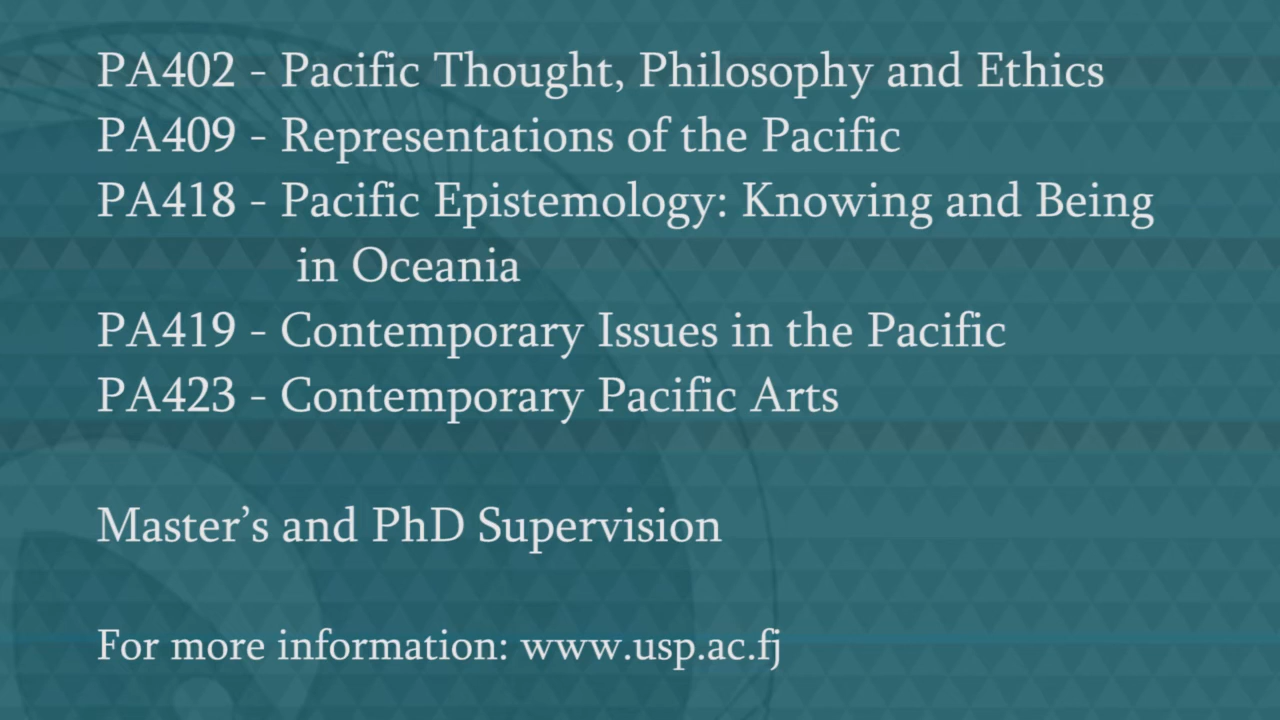 PA402 - Pacific Thought, Philosophy and Ethics
PA409 - Representations of the Pacific
PA418 - Pacific Epistemology: Knowing and Being
in Oceania
PA419 - Contemporary Issues in the Pacific
PA423 - Contemporary Pacific Arts
Master’s and PhD Supervision
For more information: www.usp.ac.fj